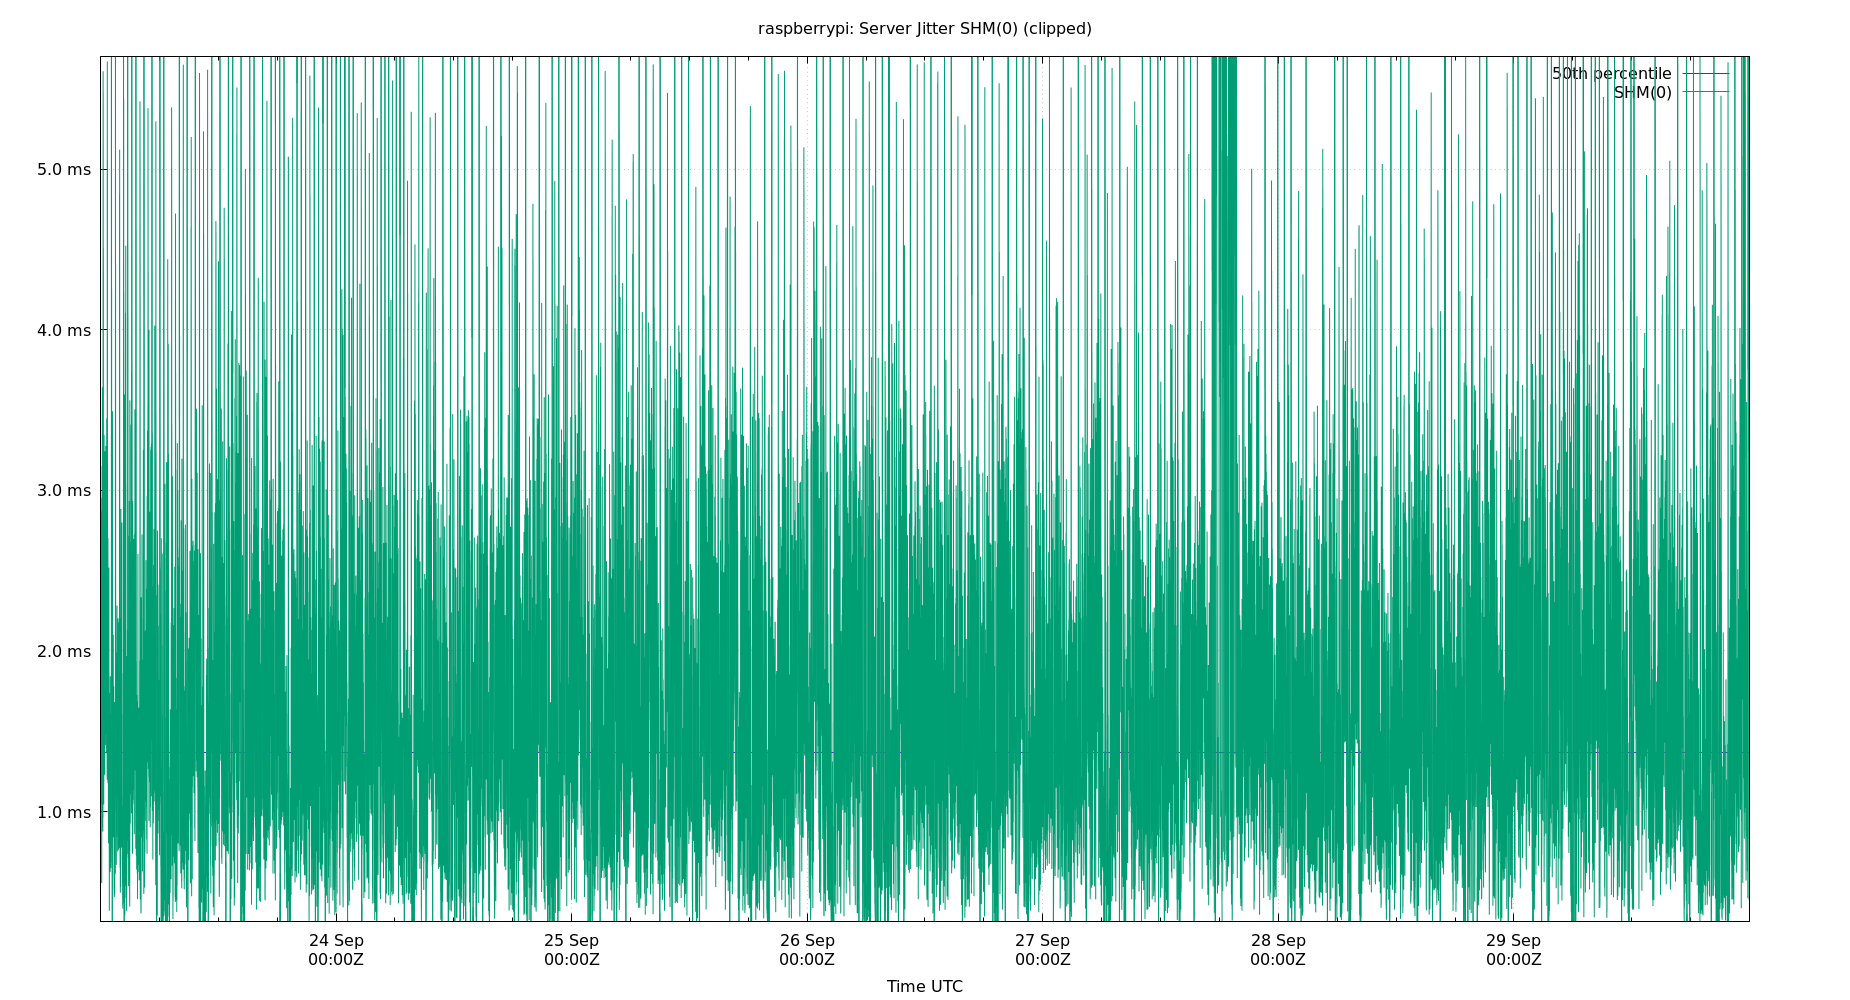 raspberrypi: Server Jitter SHM(0) (clipped)
50th percentile
SHM(0)
5.0 ms
4.0 ms
3.0 ms
2.0 ms
1.0 ms
24 Sep
00:00Z
25 Sep
00:00Z
26 Sep
00:00Z
27 Sep
00:00Z
28 Sep
00:00Z
29 Sep
00:00Z
Time UTC